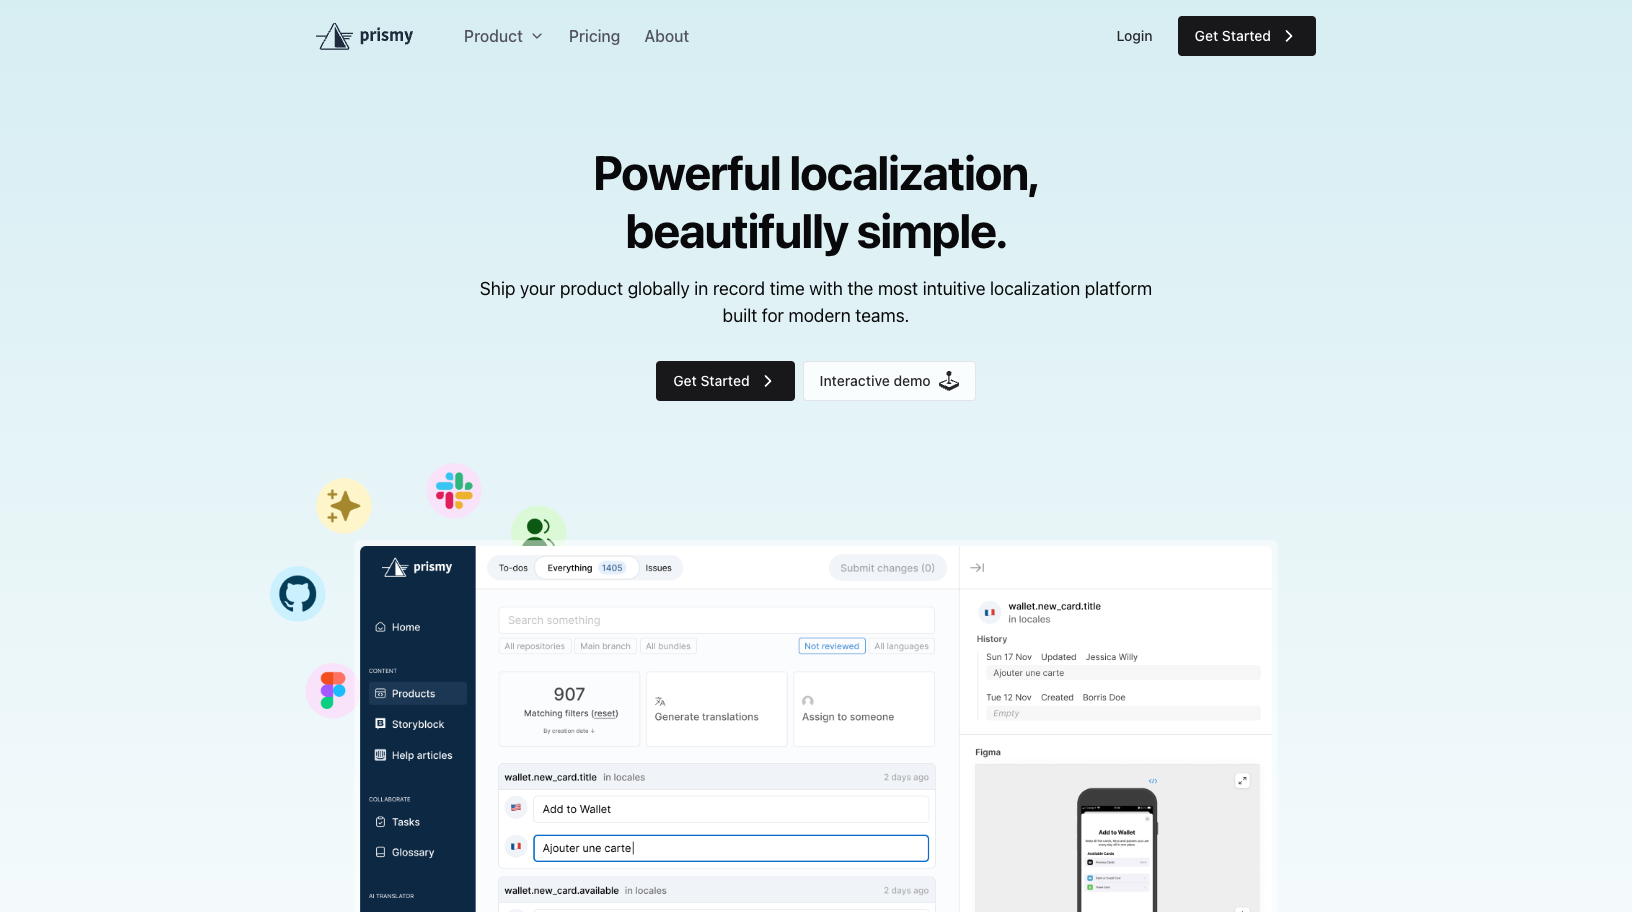 prismy
Product
Pricing
About
Login
Get Started
Powerful localization,
beautifully simple.
Ship your product globally in record time with the most intuitive localization platform
built for modern teams.
Get Started
Interactive demo
prismy
Home
CONTENT
Products
Storyblock
Help articles
COLLABORATE
Tasks
Glossary
AI TRANSLATOR
To-dos
Everything 1405
Issues
Submit changes (0)
Search something
All repositories
Main branch
All bundles
Not reviewed
All languages
907
Matching filters (reset)
By creation date ↓
Generate translations
Assign to someone
wallet.new_card.title in locales
2 days ago
Add to Wallet
Ajouter une carte
wallet.new_card.available in locales
2 days ago
wallet.new_card.title
in locales
History
Sun 17 Nov Updated Jessica Willy
Ajouter une carte
Tue 12 Nov Created Borris Doe
Empty
Figma
</>
Add to Wallet
Available Cards